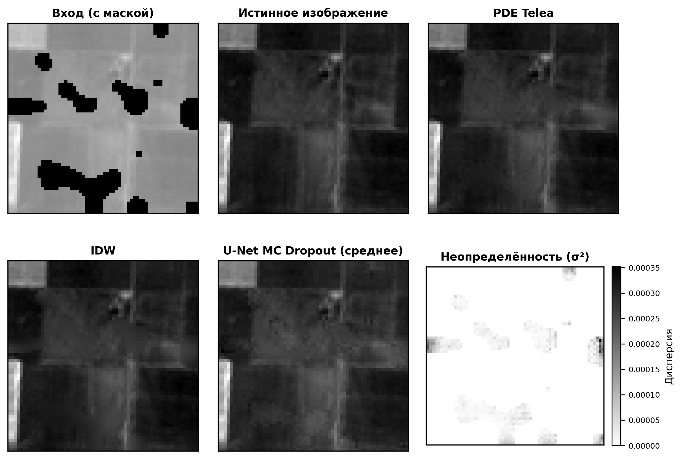 Вход (с маской)
Истинное изображение
PDE Telea
IDW
U-Net MC Dropout (среднее)
Неопределённость (σ²)
0.00035
0.00030
0.00025
0.00020
0.00015
0.00010
0.00005
0.00000
Дисперсия